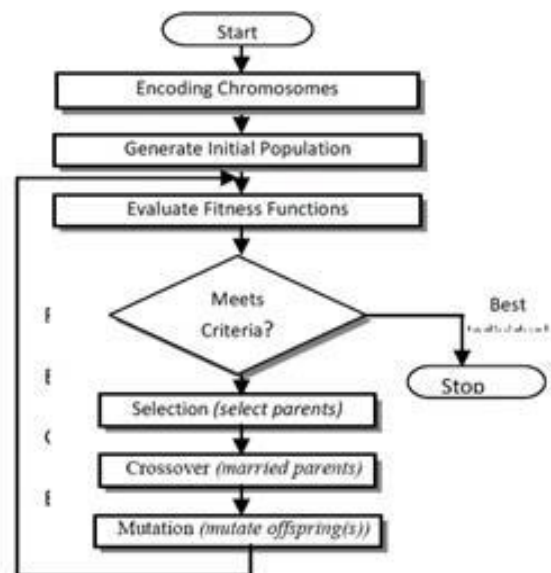 Start
Encoding Chromosomes
Generate Initial Population
Evaluate Fitness Functions
Meets
Criteria?
Best
Stop
Selection (select parents)
Crossover (married parents)
Mutation (mutate offspring(s))